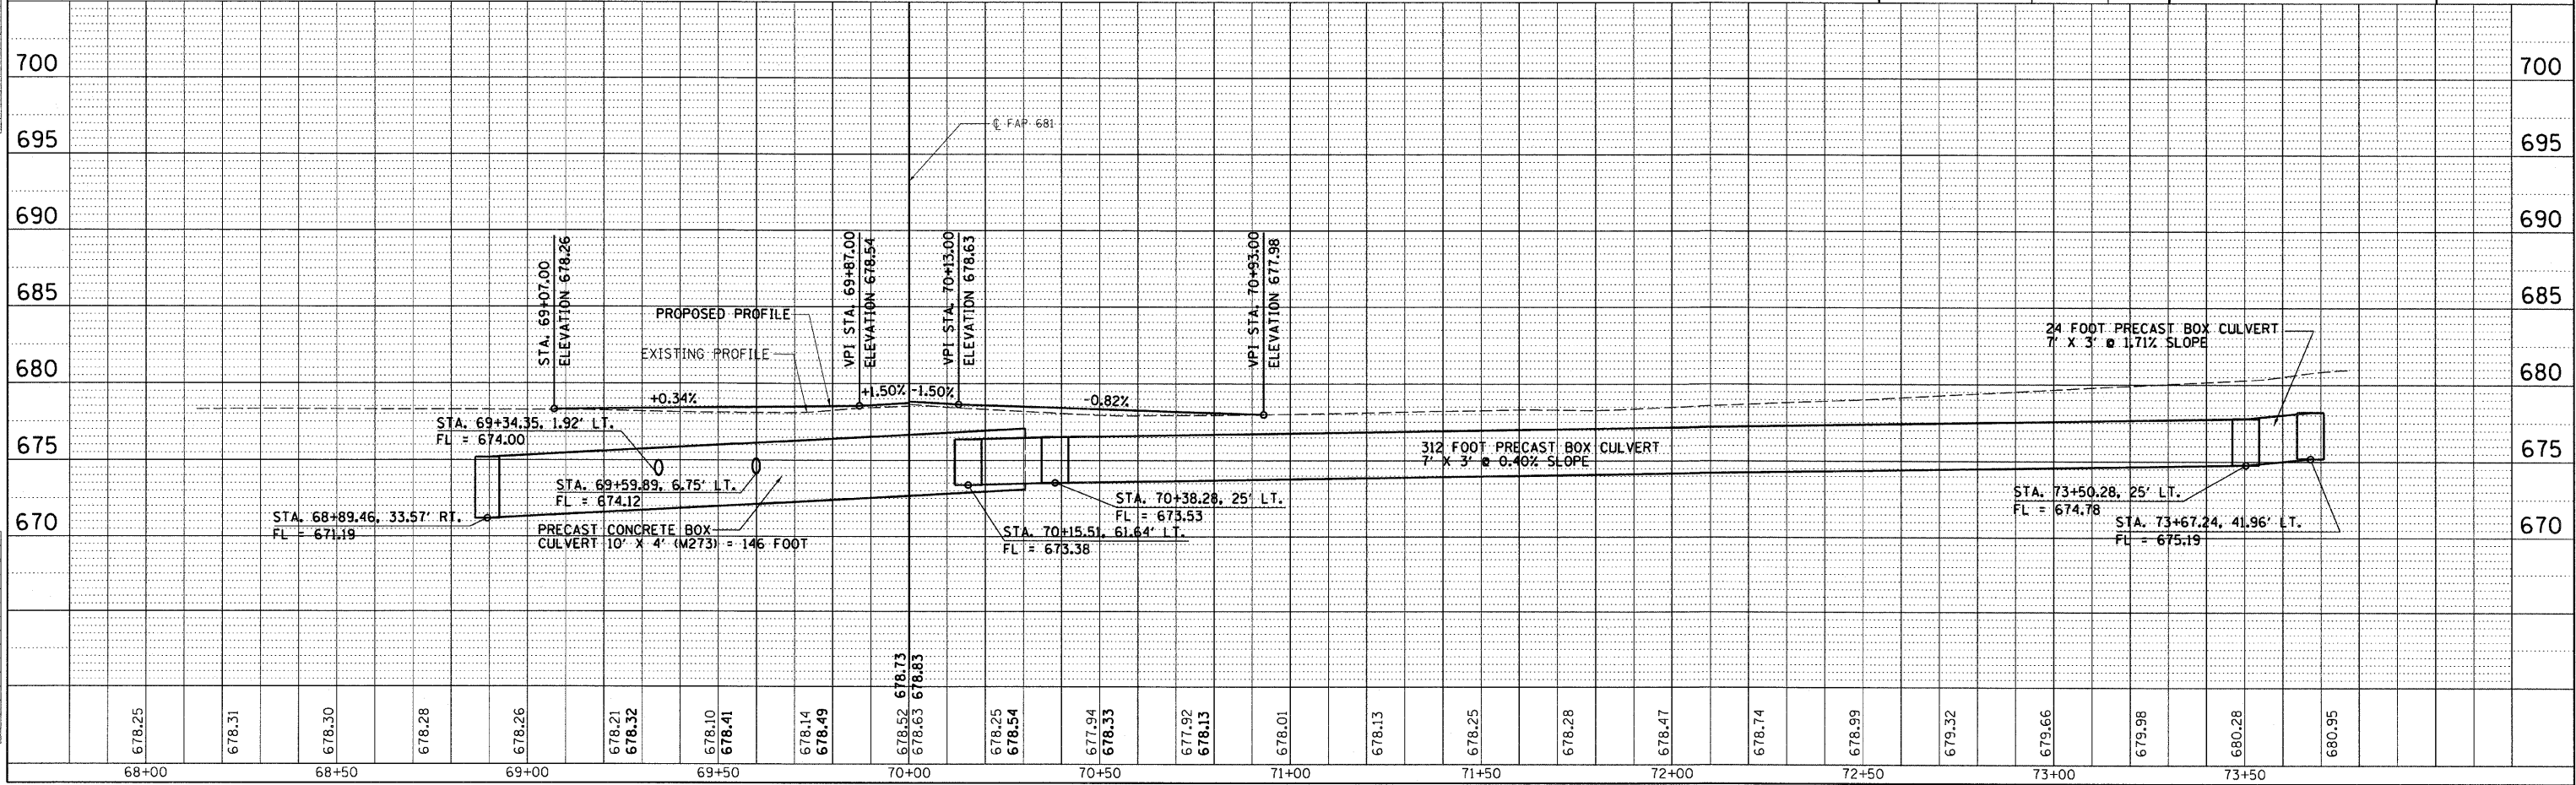 700
700
695
695
690
690
685
685
680
680
675
675
670
670
℄ FAP 681
STA. 69+07.00
ELEVATION 678.26
VPI STA. 69+87.00
ELEVATION 678.54
VPI STA. 70+13.00
ELEVATION 678.63
VPI STA. 70+93.00
ELEVATION 677.98
PROPOSED PROFILE
EXISTING PROFILE
24 FOOT PRECAST BOX CULVERT
7' X 3' @ 1.71% SLOPE
+0.34%
+1.50%
-1.50%
-0.82%
STA. 69+34.35, 1.92' LT.
FL = 674.00
312 FOOT PRECAST BOX CULVERT
7' X 3' @ 0.40% SLOPE
STA. 69+59.89, 6.75' LT.
FL = 674.12
STA. 68+89.46, 33.57' RT.
FL = 671.19
PRECAST CONCRETE BOX
CULVERT 10' X 4' (M273) = 146 FOOT
STA. 70+38.28, 25' LT.
FL = 673.53
STA. 70+15.51, 61.64' LT.
FL = 673.38
STA. 73+50.28, 25' LT.
FL = 674.78
STA. 73+67.24, 41.96' LT.
FL = 675.19
678.73
678.83
678.25
678.31
678.30
678.28
678.26
678.21
678.32
678.10
678.41
678.14
678.49
678.52
678.63
678.25
678.54
677.94
678.33
677.92
678.13
678.01
678.13
678.25
678.28
678.47
678.74
678.99
679.32
679.66
679.98
680.28
680.95
68+00
68+50
69+00
69+50
70+00
70+50
71+00
71+50
72+00
72+50
73+00
73+50